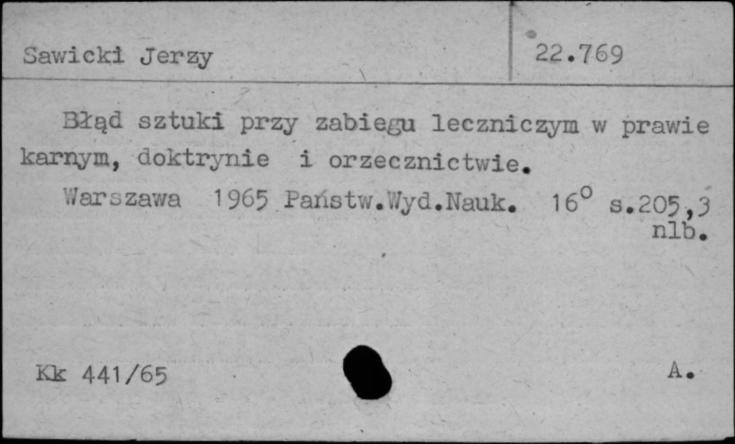 Sawicki Jerzy 22.769
Błąd sztuki przy zabiegu leczniczym w prawie
karnym, doktrynie i orzecznictwie.
Warszawa 1965 Państw.Wyd.Nauk. 16° s.205,3
nlb.
Kk 441/65 A.